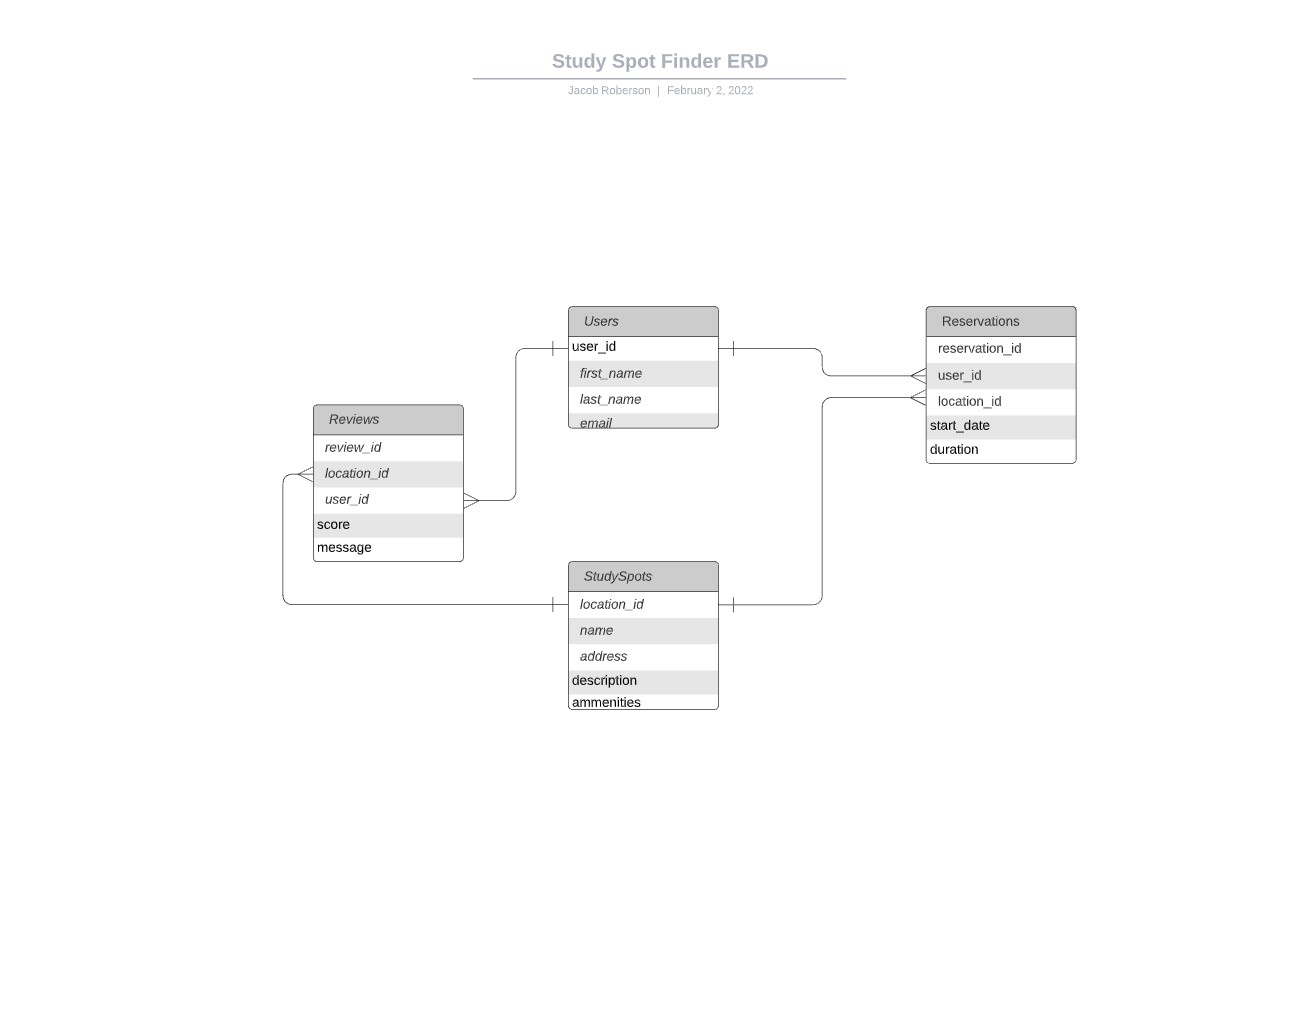 Study Spot Finder ERD
Jacob Roberson | February 2, 2022
Users
user_id
first_name
last_name
email
Reservations
reservation_id
user_id
location_id
start_date
duration
Reviews
review_id
location_id
user_id
score
message
StudySpots
location_id
name
address
description
ammenities